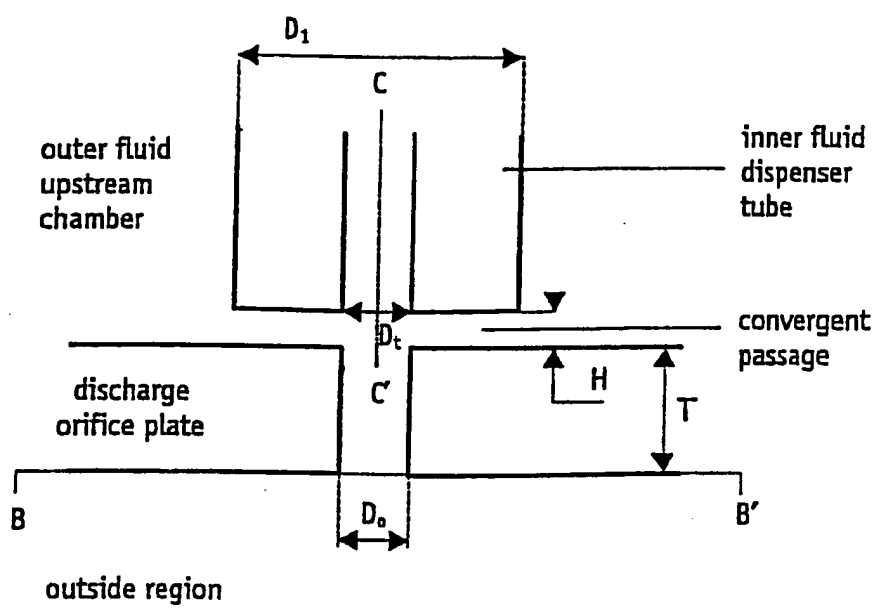 D₁
C
outer fluid
upstream
chamber
inner fluid
dispenser
tube
Dₜ
convergent
passage
C'
H
T
discharge
orifice plate
B
Dₒ
B'
outside region